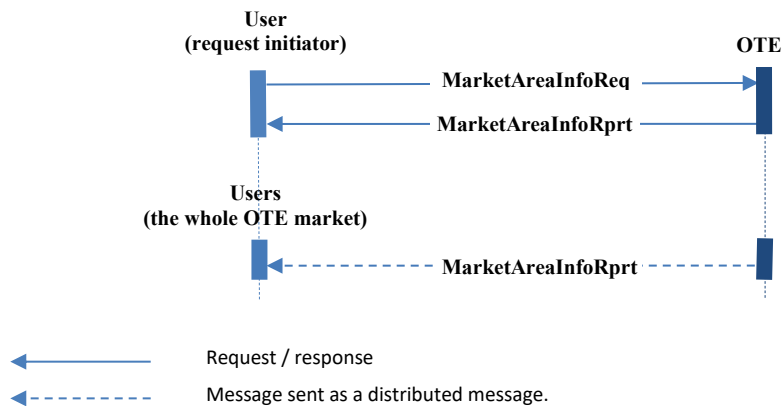 User
(request initiator)
OTE
MarketAreaInfoReq
MarketAreaInfoRprt
Users
(the whole OTE market)
MarketAreaInfoRprt
Request / response
Message sent as a distributed message.